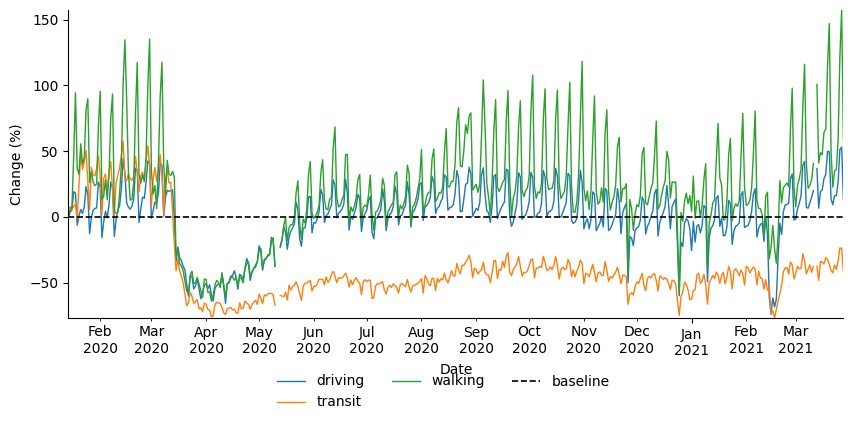 Change (%)
150
100
50
0
−50
Feb Mar Apr May Jun Jul Aug Sep Oct Nov Dec Jan Feb Mar
2020 2020 2020 2020 2020 2020 2020 2020 2020 2020 2020 2021 2021 2021
Date
driving walking baseline
transit